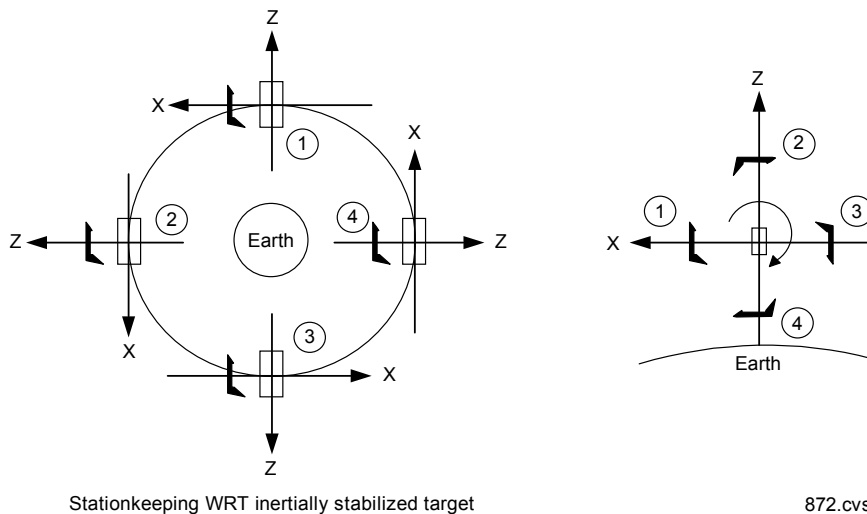 Z
X
1
X
Z
2
4
Earth
Z
Z
X
3
X
Z
Z
2
1
3
X
4
Earth
Stationkeeping WRT inertially stabilized target
872.cvs